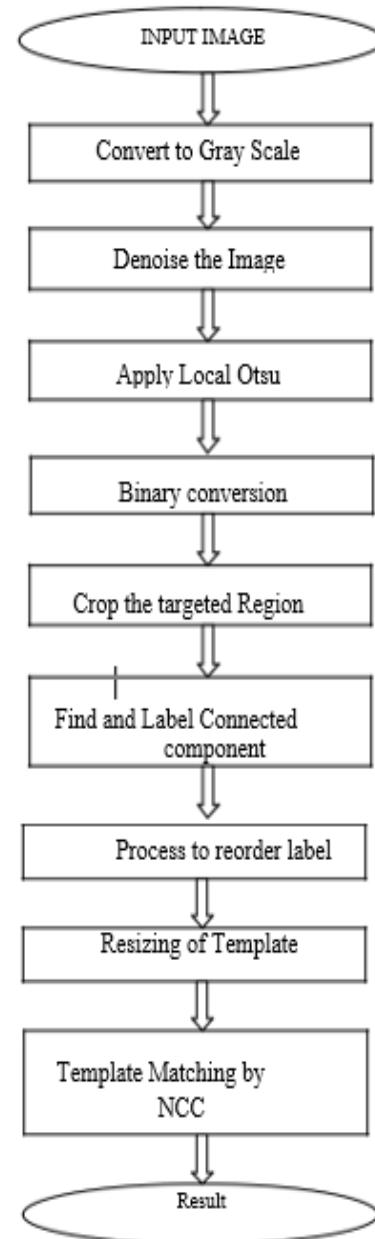 INPUT IMAGE
Convert to Gray Scale
Denoise the Image
Apply Local Otsu
Binary conversion
Crop the targeted Region
Find and Label Connected
component
Process to reorder label
Resizing of Template
Template Matching by
NCC
Result